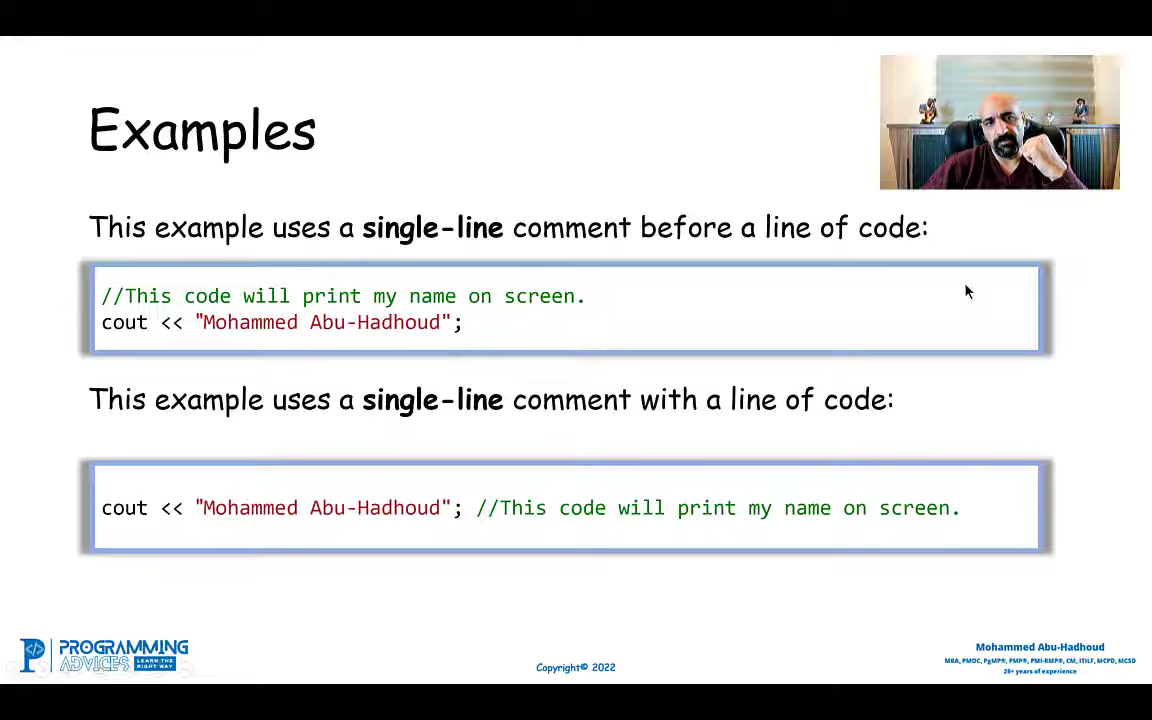 Examples
This example uses a single-line comment before a line of code:
//This code will print my name on screen.
cout << "Mohammed Abu-Hadhoud";
This example uses a single-line comment with a line of code:
cout << "Mohammed Abu-Hadhoud"; //This code will print my name on screen.
PROGRAMMING
ADVICES LEARN THE RIGHT WAY
Copyright© 2022
Mohammed Abu-Hadhoud
MBA, PMOC, PgMP®, PMP®, PMI-RMP®, CM, ITILF, MCPD, MCSD
26+ years of experience